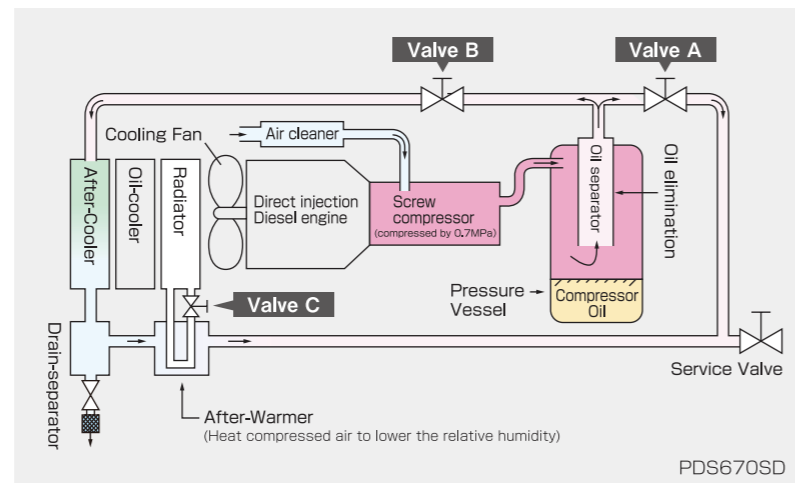 Valve B
Valve A
Cooling Fan
Air cleaner
After-Cooler
Oil-cooler
Radiator
Direct injection
Diesel engine
Screw
compressor
(compressed by 0.7MPa)
Oil separator
Oil elimination
Valve C
Pressure
Vessel
Compressor
Oil
Drain-separator
Service Valve
After-Warmer
(Heat compressed air to lower the relative humidity)
PDS670SD